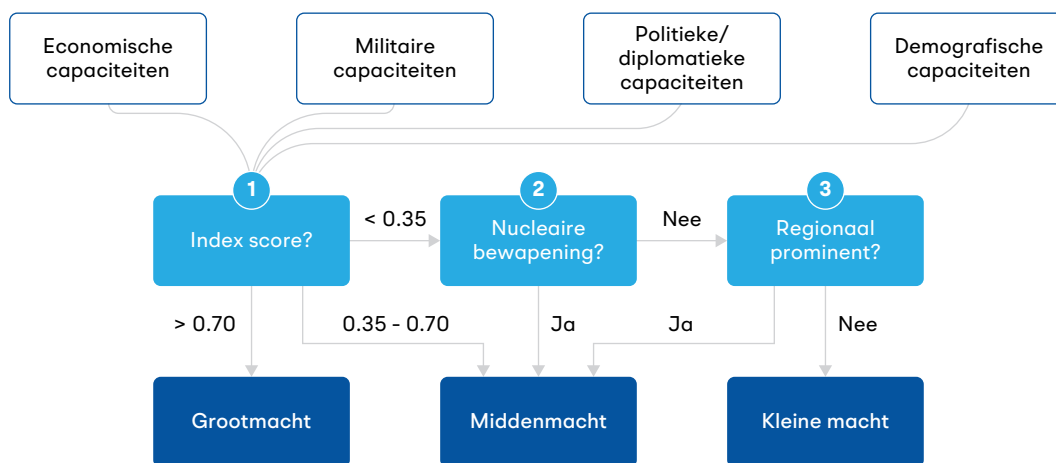 Economische
capaciteiten
Militaire
capaciteiten
Politieke/
diplomatieke
capaciteiten
Demografische
capaciteiten
1
Index score?
< 0.35
2
Nucleaire
bewapening?
Nee
3
Regionaal
prominent?
> 0.70
0.35 - 0.70
Ja
Ja
Nee
Grootmacht
Middenmacht
Kleine macht